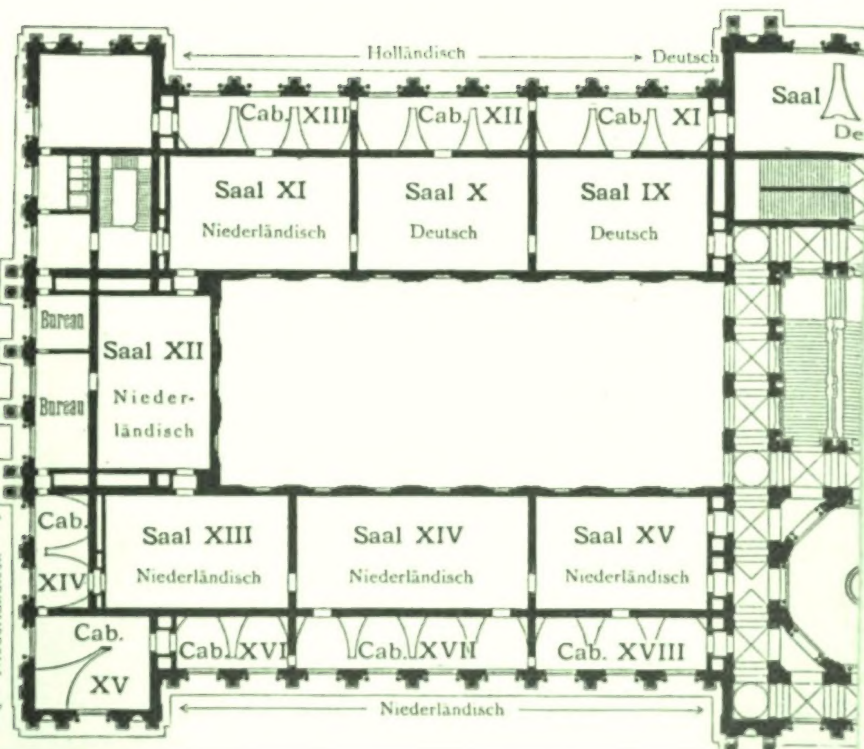 Holländisch
Deutsch
Cab. XIII
Cab. XII
Cab. XI
Saal
De
Saal XI
Niederländisch
Saal X
Deutsch
Saal IX
Deutsch
Bureau
Saal XII
Nieder-
ländisch
Bureau
Cab.
XIV
Saal XIII
Niederländisch
Saal XIV
Niederländisch
Saal XV
Niederländisch
Cab.
XV
Cab. XVI
Cab. XVII
Cab. XVIII
Niederländisch